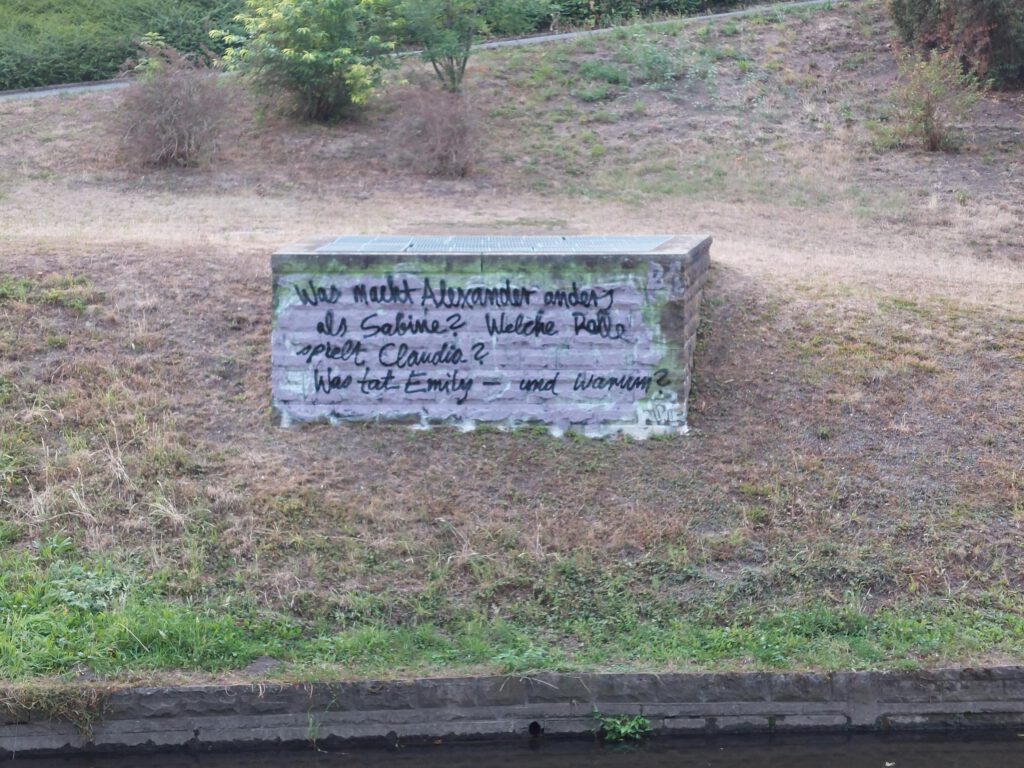 Was macht Alexander anders
als Sabine? Welche Rolle
spielt Claudia?
Was tat Emily – und warum?